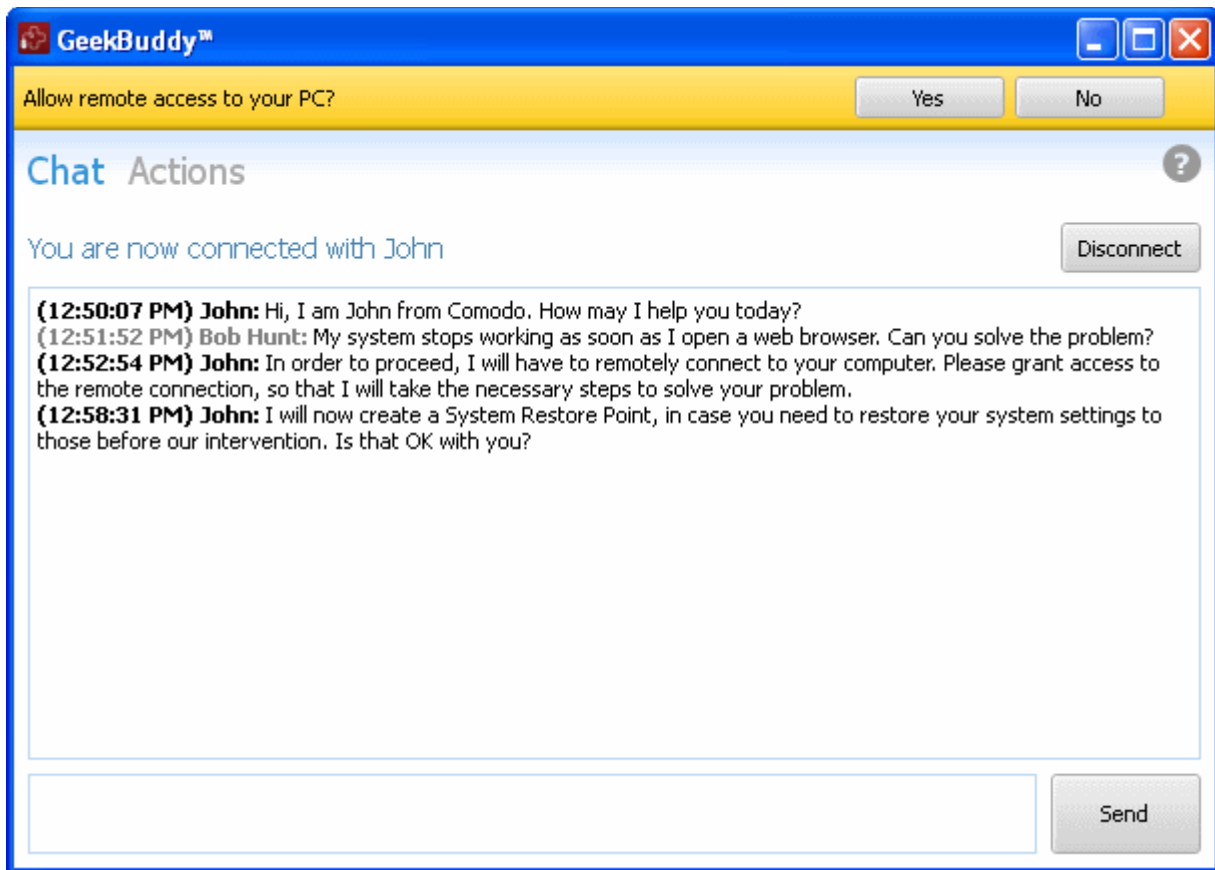 GeekBuddy™
Allow remote access to your PC?
Yes
No
Chat Actions
?
You are now connected with John
Disconnect
(12:50:07 PM) John: Hi, I am John from Comodo. How may I help you today?
(12:51:52 PM) Bob Hunt: My system stops working as soon as I open a web browser. Can you solve the problem?
(12:52:54 PM) John: In order to proceed, I will have to remotely connect to your computer. Please grant access to
the remote connection, so that I will take the necessary steps to solve your problem.
(12:58:31 PM) John: I will now create a System Restore Point, in case you need to restore your system settings to
those before our intervention. Is that OK with you?
Send